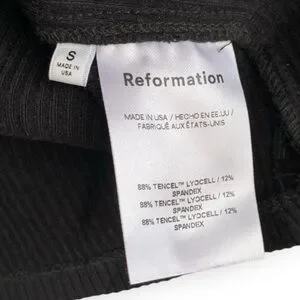 S
MADE IN
USA
Reformation
MADE IN USA / HECHO EN EE.UU /
FABRIQUÉ AUX ÉTATS-UNIS
88% TENCEL™ LYOCELL / 12%
SPANDEX
88% TENCEL™ LYOCELL / 12%
SPANDEX
88% TENCEL™ LYOCELL / 12%
SPANDEX